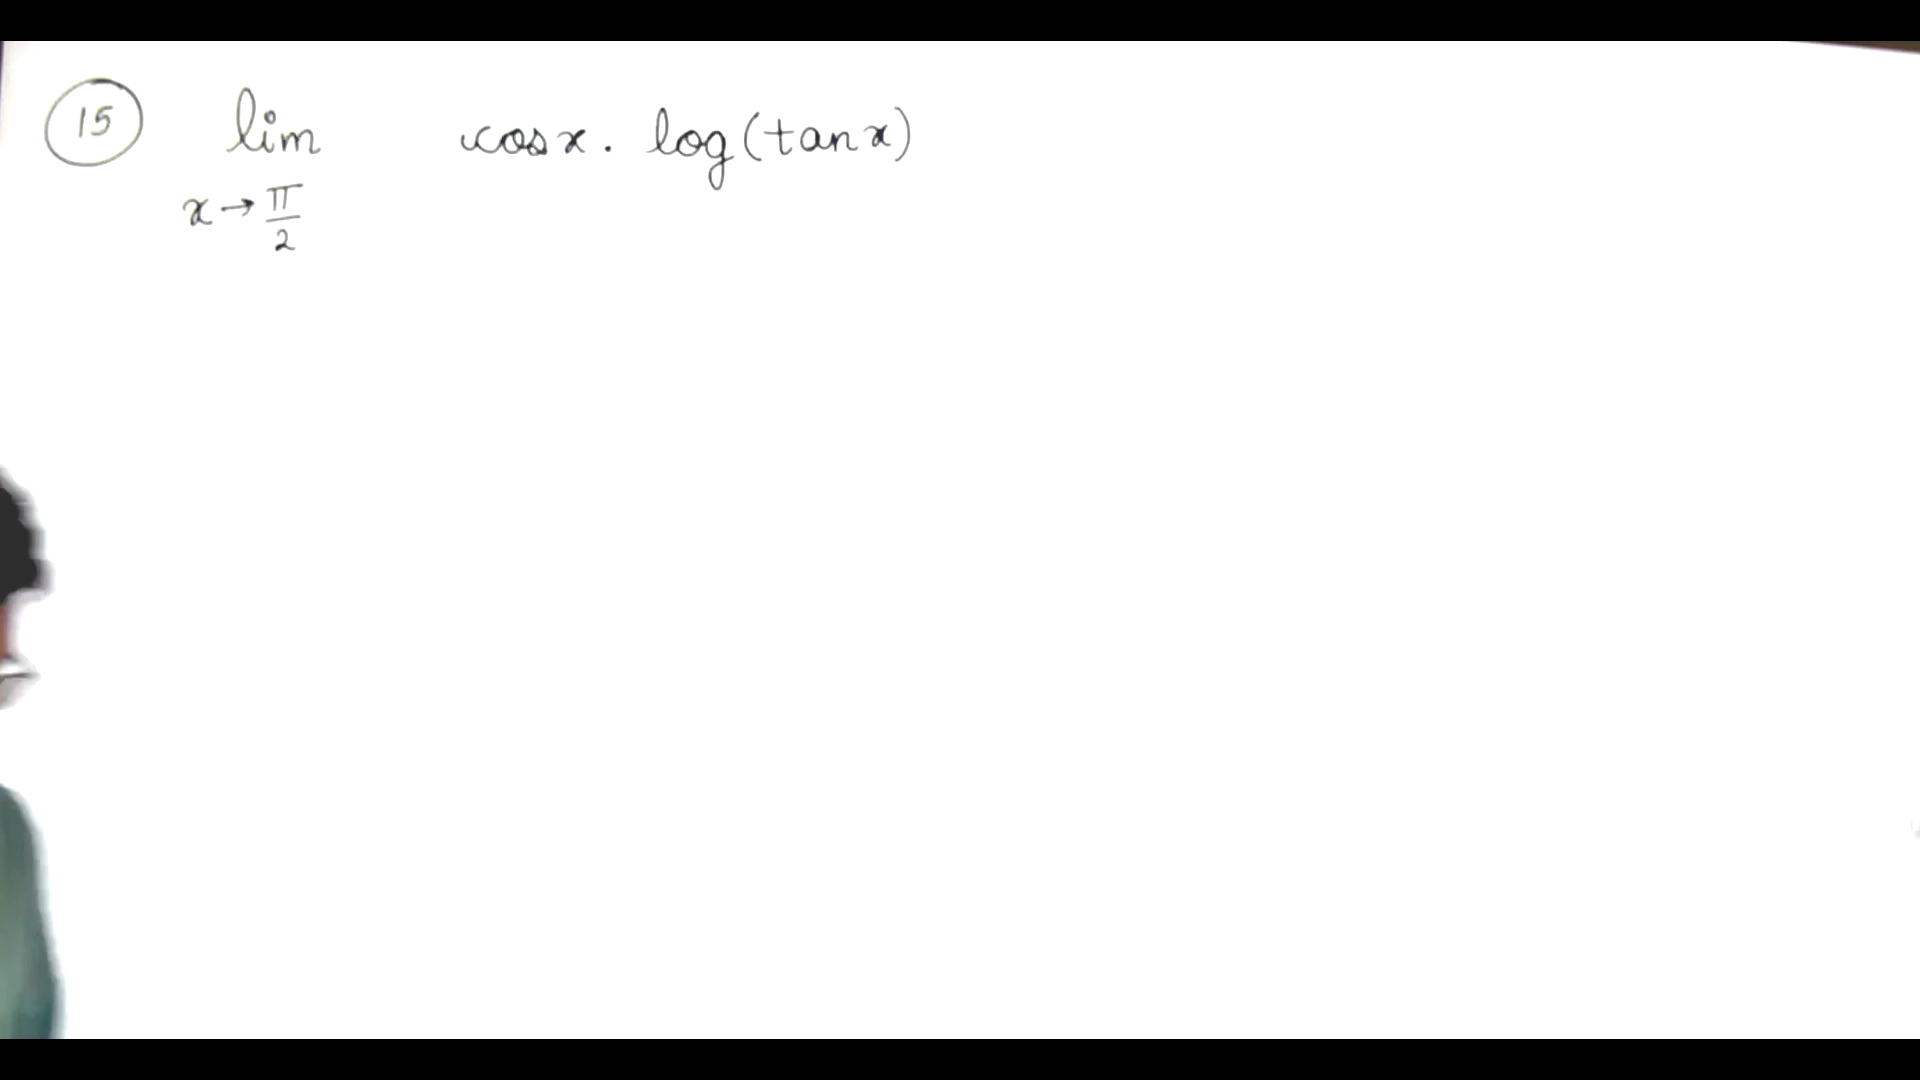 15 lim cos x . log(tan x)
x→π/2